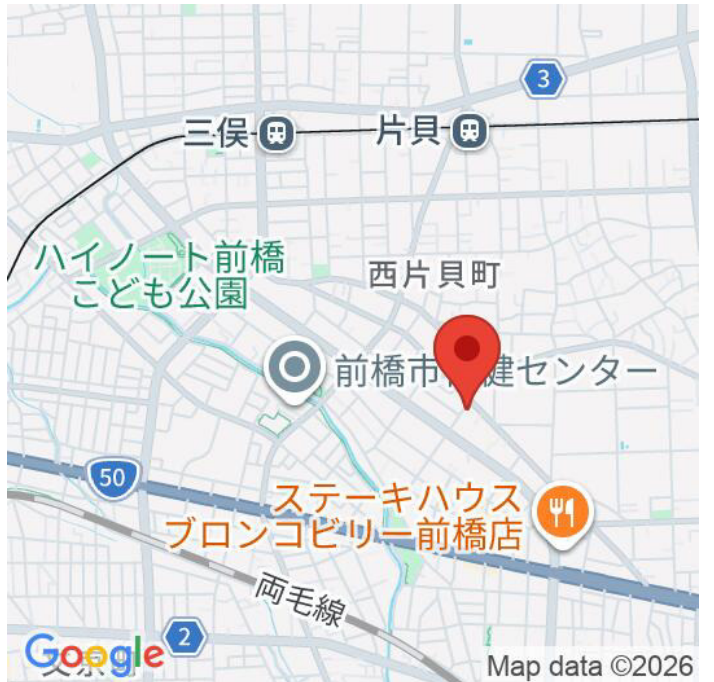 3
三俣
片貝
ハイノート前橋
こども公園
西片貝町
前橋市
健センター
50
ステーキハウス
ブロンコビリー前橋店
両毛線
2
Google
Map data ©2026